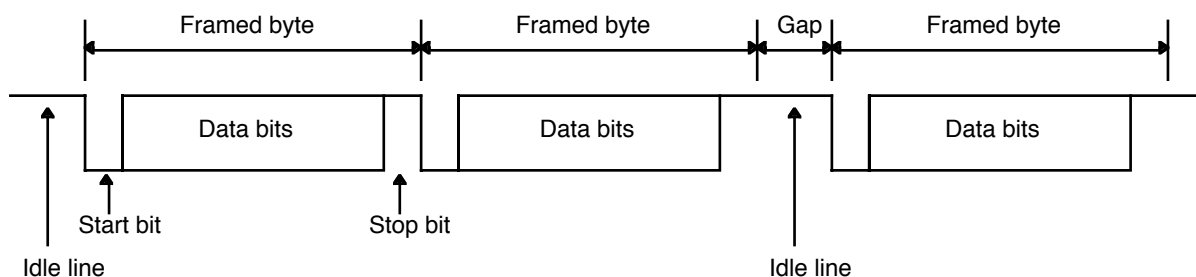 Framed byte Framed byte Gap Framed byte
Data bits Data bits Data bits
Start bit Stop bit
Idle line Idle line